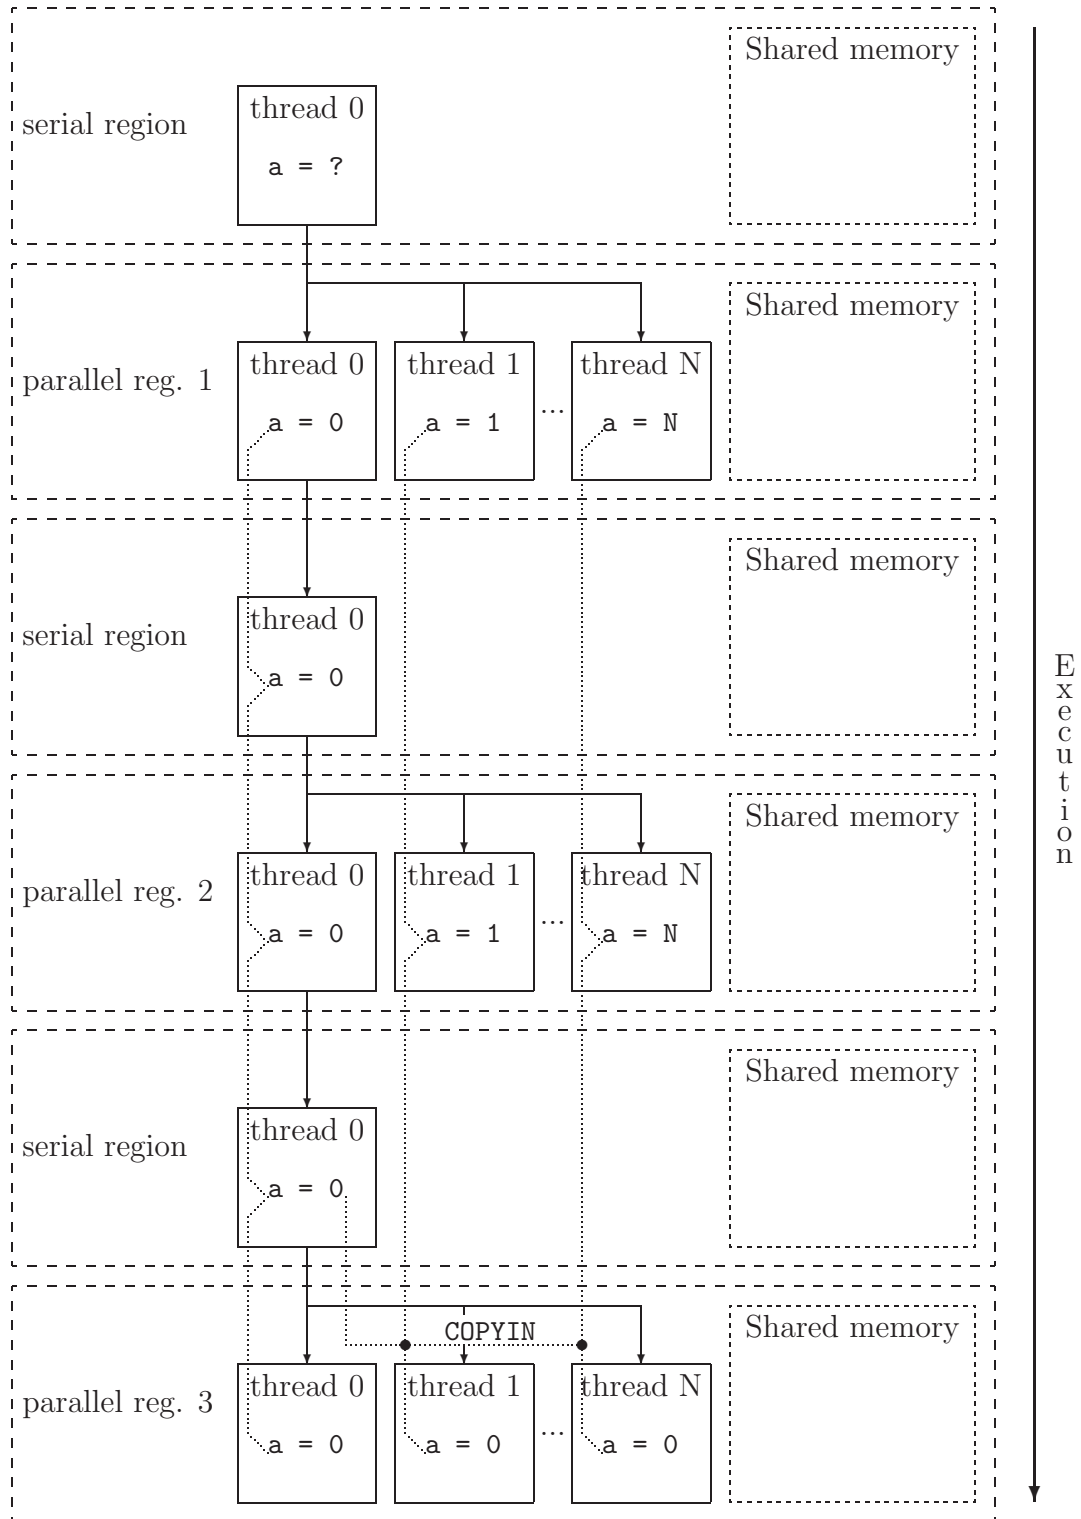 Shared memory
thread 0
serial region
a = ?
Shared memory
thread 0 thread 1 thread N
parallel reg. 1
a = 0 a = 1 ... a = N
Shared memory
thread 0
serial region
a = 0
Execution
Shared memory
thread 0 thread 1 thread N
parallel reg. 2
a = 0 a = 1 ... a = N
Shared memory
thread 0
serial region
a = 0
Shared memory
COPYIN
thread 0 thread 1 thread N
parallel reg. 3
a = 0 a = 0 ... a = 0